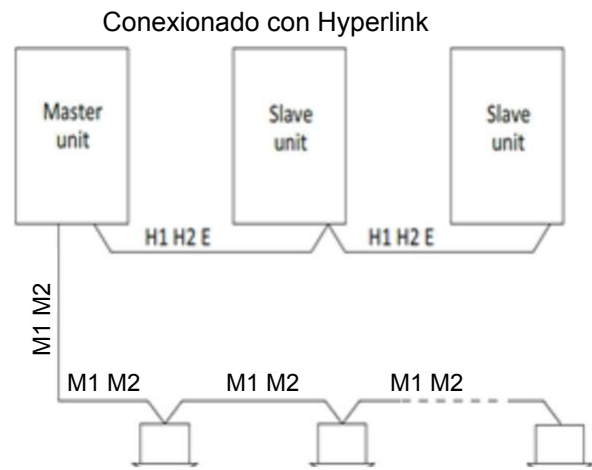 Conexionado con Hyperlink
Master
unit
Slave
unit
Slave
unit
H1 H2 E
H1 H2 E
M1 M2
M1 M2
M1 M2
M1 M2